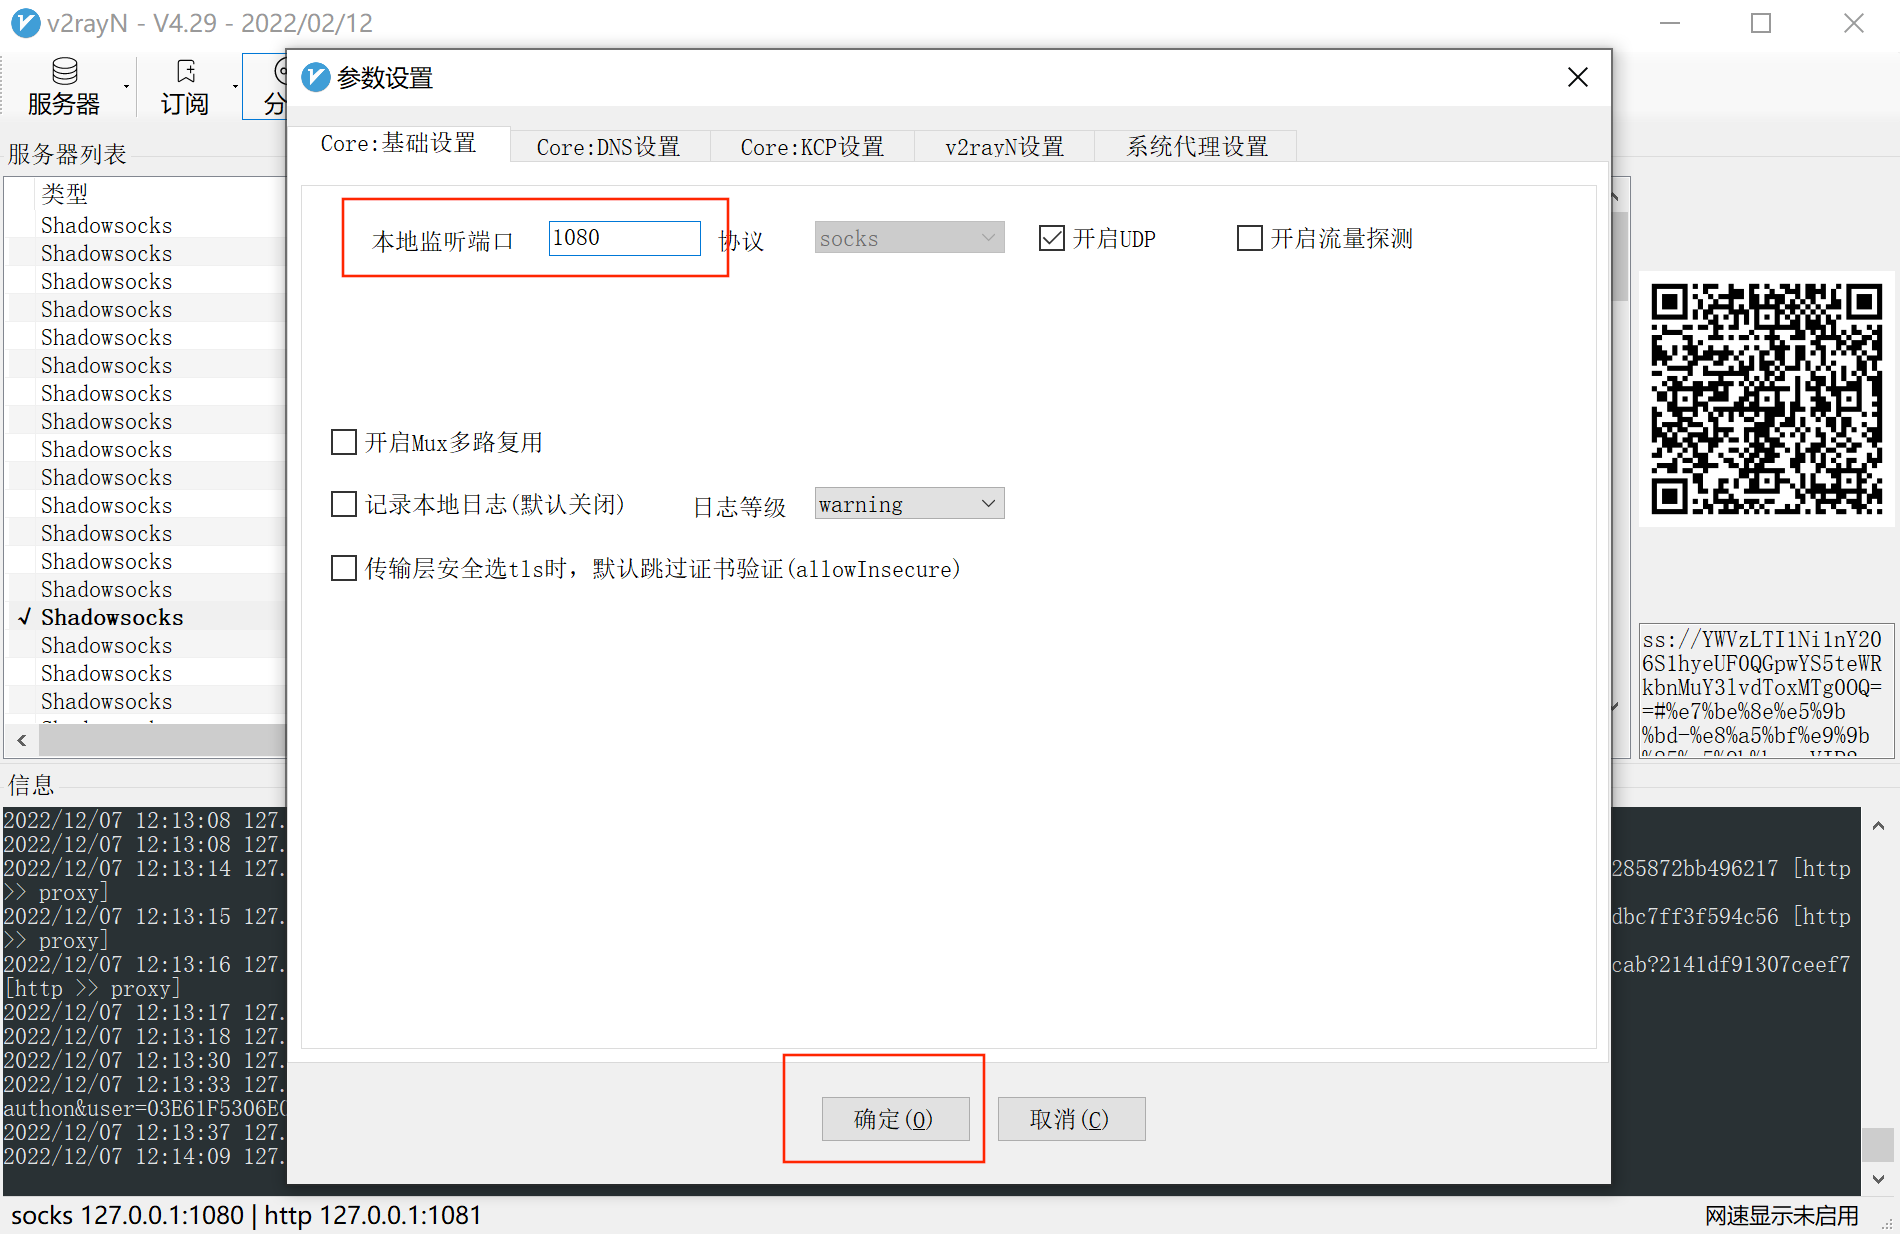 v2rayN - V4.29 - 2022/02/12
服务器
订阅
分
参数设置
Core:基础设置
Core:DNS设置
Core:KCP设置
v2rayN设置
系统代理设置
服务器列表
类型
Shadowsocks
Shadowsocks
Shadowsocks
Shadowsocks
Shadowsocks
Shadowsocks
Shadowsocks
Shadowsocks
Shadowsocks
Shadowsocks
Shadowsocks
Shadowsocks
Shadowsocks
Shadowsocks
√ Shadowsocks
Shadowsocks
Shadowsocks
Shadowsocks
本地监听端口
1080
协议
socks
开启UDP
开启流量探测
开启Mux多路复用
记录本地日志(默认关闭)
日志等级
warning
传输层安全选tls时，默认跳过证书验证(allowInsecure)
确定(O)
取消(C)
ss://YWVzLTI1Ni1nY20
6S1hyeUF0QGpwYS5teWR
kbnMuY3lvdToxMTg0OQ=
=#%e7%be%8e%e5%9b
%bd-%e8%a5%bf%e9%9b
信息
2022/12/07 12:13:08 127.
2022/12/07 12:13:08 127.
2022/12/07 12:13:14 127.
285872bb496217 [http
>> proxy]
2022/12/07 12:13:15 127.
dbc7ff3f594c56 [http
>> proxy]
2022/12/07 12:13:16 127.
cab?2141df91307ceef7
[http >> proxy]
2022/12/07 12:13:17 127.
2022/12/07 12:13:18 127.
2022/12/07 12:13:30 127.
2022/12/07 12:13:33 127.
authon&user=03E61F5306E0
2022/12/07 12:13:37 127.
2022/12/07 12:14:09 127.
socks 127.0.0.1:1080 | http 127.0.0.1:1081
网速显示未启用